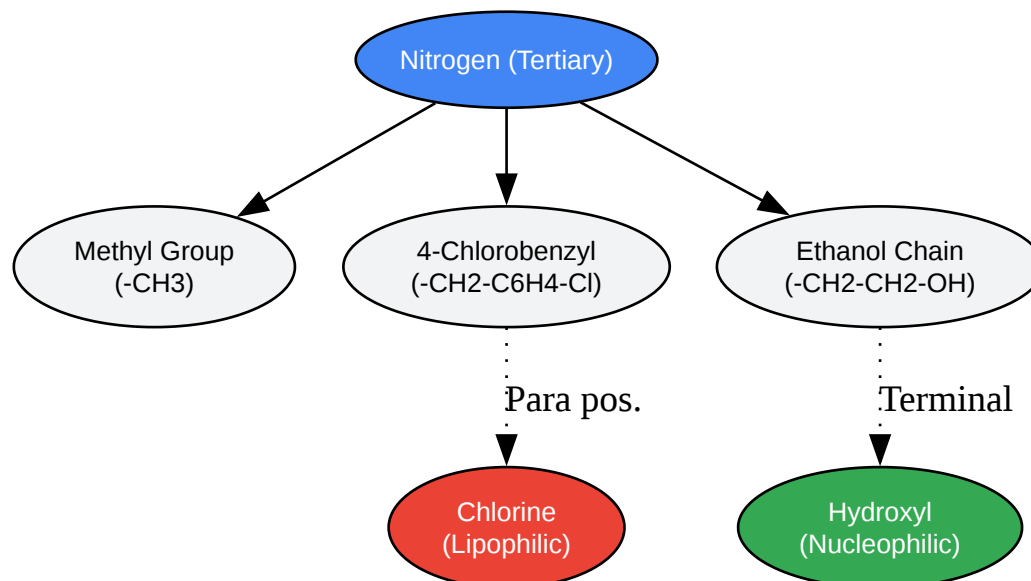 Nitrogen (Tertiary)
Methyl Group
(-CH3)
4-Chlorobenzyl
(-CH2-C6H4-Cl)
Ethanol Chain
(-CH2-CH2-OH)
Para pos.
Terminal
Chlorine
(Lipophilic)
Hydroxyl
(Nucleophilic)